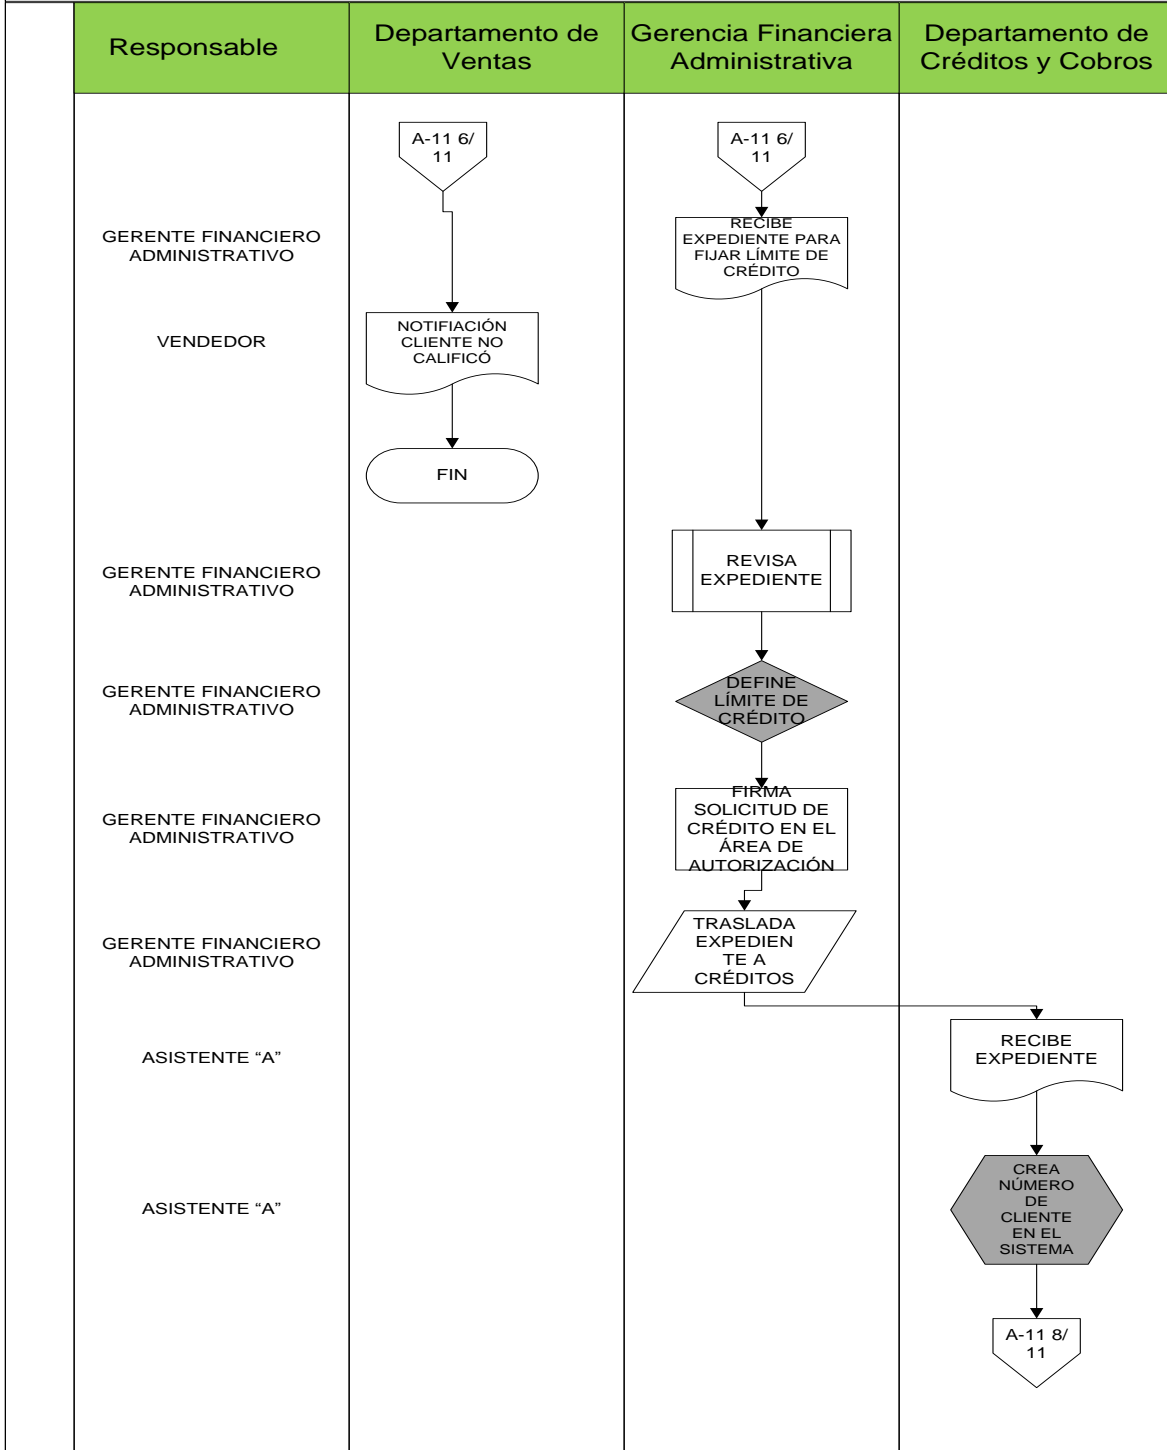 Responsable
Departamento de
Ventas
Gerencia Financiera
Administrativa
Departamento de
Créditos y Cobros
A-11 6/
11
A-11 6/
11
GERENTE FINANCIERO
ADMINISTRATIVO
RECIBE
EXPEDIENTE PARA
FIJAR LÍMITE DE
CRÉDITO
VENDEDOR
NOTIFIACIÓN
CLIENTE NO
CALIFICÓ
FIN
GERENTE FINANCIERO
ADMINISTRATIVO
REVISA
EXPEDIENTE
GERENTE FINANCIERO
ADMINISTRATIVO
DEFINE
LÍMITE DE
CRÉDITO
GERENTE FINANCIERO
ADMINISTRATIVO
FIRMA
SOLICITUD DE
CRÉDITO EN EL
ÁREA DE
AUTORIZACIÓN
GERENTE FINANCIERO
ADMINISTRATIVO
TRASLADA
EXPEDIEN
TE A
CRÉDITOS
ASISTENTE “A”
RECIBE
EXPEDIENTE
ASISTENTE “A”
CREA
NÚMERO
DE
CLIENTE
EN EL
SISTEMA
A-11 8/
11